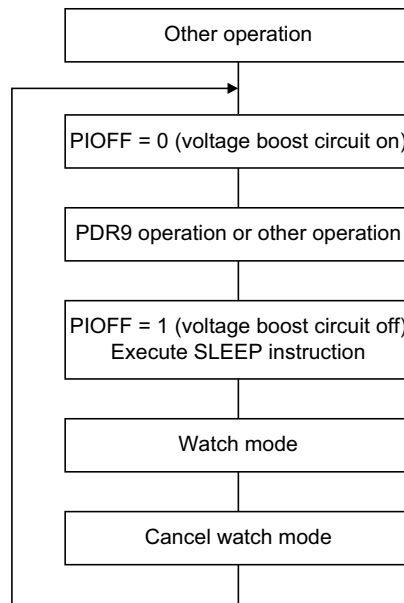 Other operation
PIOFF = 0 (voltage boost circuit on)
PDR9 operation or other operation
PIOFF = 1 (voltage boost circuit off)
Execute SLEEP instruction
Watch mode
Cancel watch mode